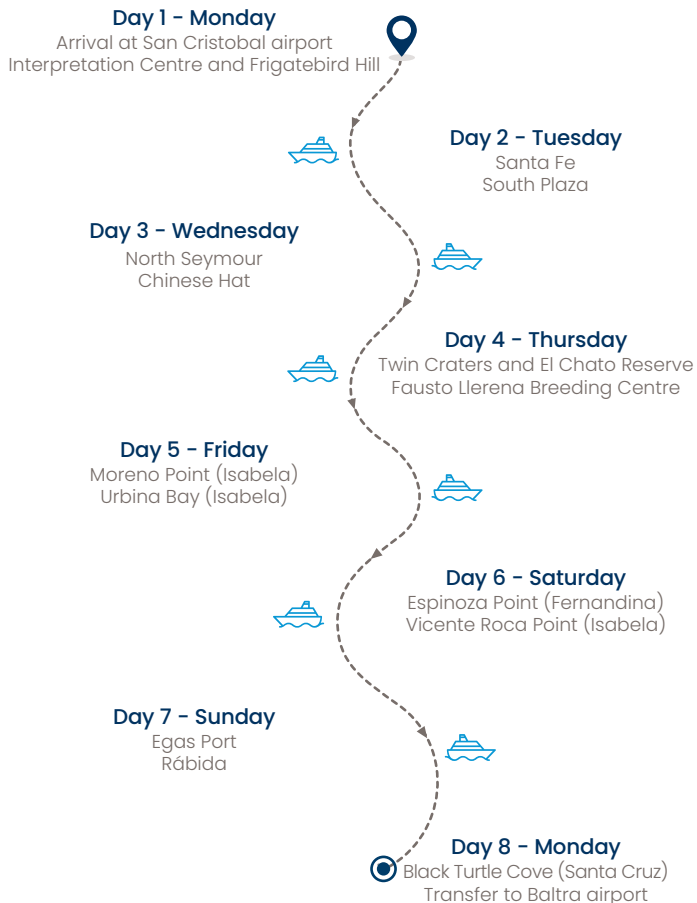 Day 1 - Monday
Arrival at San Cristobal airport
Interpretation Centre and Frigatebird Hill
Day 2 - Tuesday
Santa Fe
South Plaza
Day 3 - Wednesday
North Seymour
Chinese Hat
Day 4 - Thursday
Twin Craters and El Chato Reserve
Fausto Llerena Breeding Centre
Day 5 - Friday
Moreno Point (Isabela)
Urbina Bay (Isabela)
Day 6 - Saturday
Espinoza Point (Fernandina)
Vicente Roca Point (Isabela)
Day 7 - Sunday
Egas Port
Rábida
Day 8 - Monday
Black Turtle Cove (Santa Cruz)
Transfer to Baltra airport